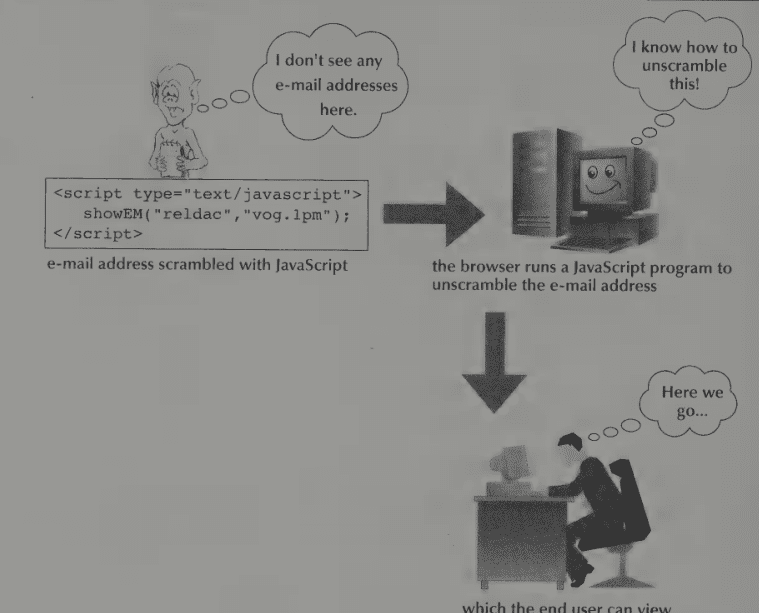 I don't see any
e-mail addresses
here.
I know how to
unscramble
this!
<script type="text/javascript">
showEM("reldac","vog.lpm");
</script>
e-mail address scrambled with JavaScript
the browser runs a JavaScript program to
unscramble the e-mail address
Here we
go...
which the end user can view